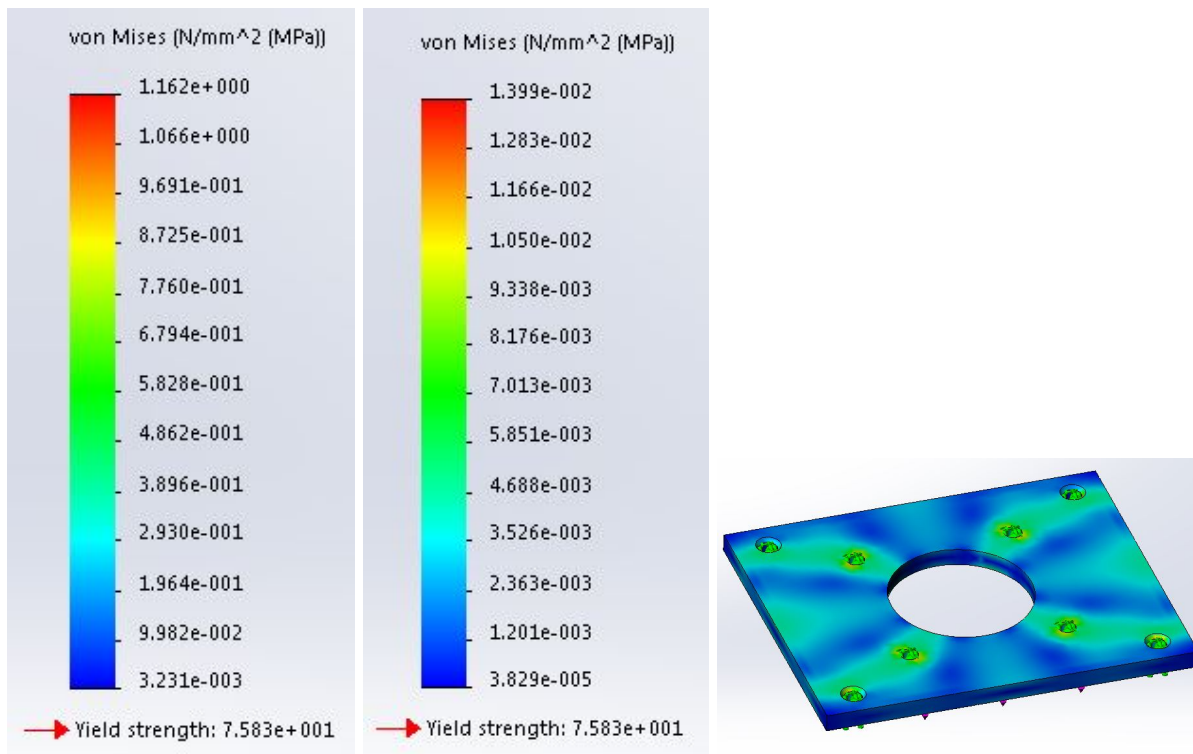 von Mises (N/mm^2 (MPa))
1.162e+000
1.066e+000
9.691e-001
8.725e-001
7.760e-001
6.794e-001
5.828e-001
4.862e-001
3.896e-001
2.930e-001
1.964e-001
9.982e-002
3.231e-003
Yield strength: 7.583e+001
von Mises (N/mm^2 (MPa))
1.399e-002
1.283e-002
1.166e-002
1.050e-002
9.338e-003
8.176e-003
7.013e-003
5.851e-003
4.688e-003
3.526e-003
2.363e-003
1.201e-003
3.829e-005
Yield strength: 7.583e+001